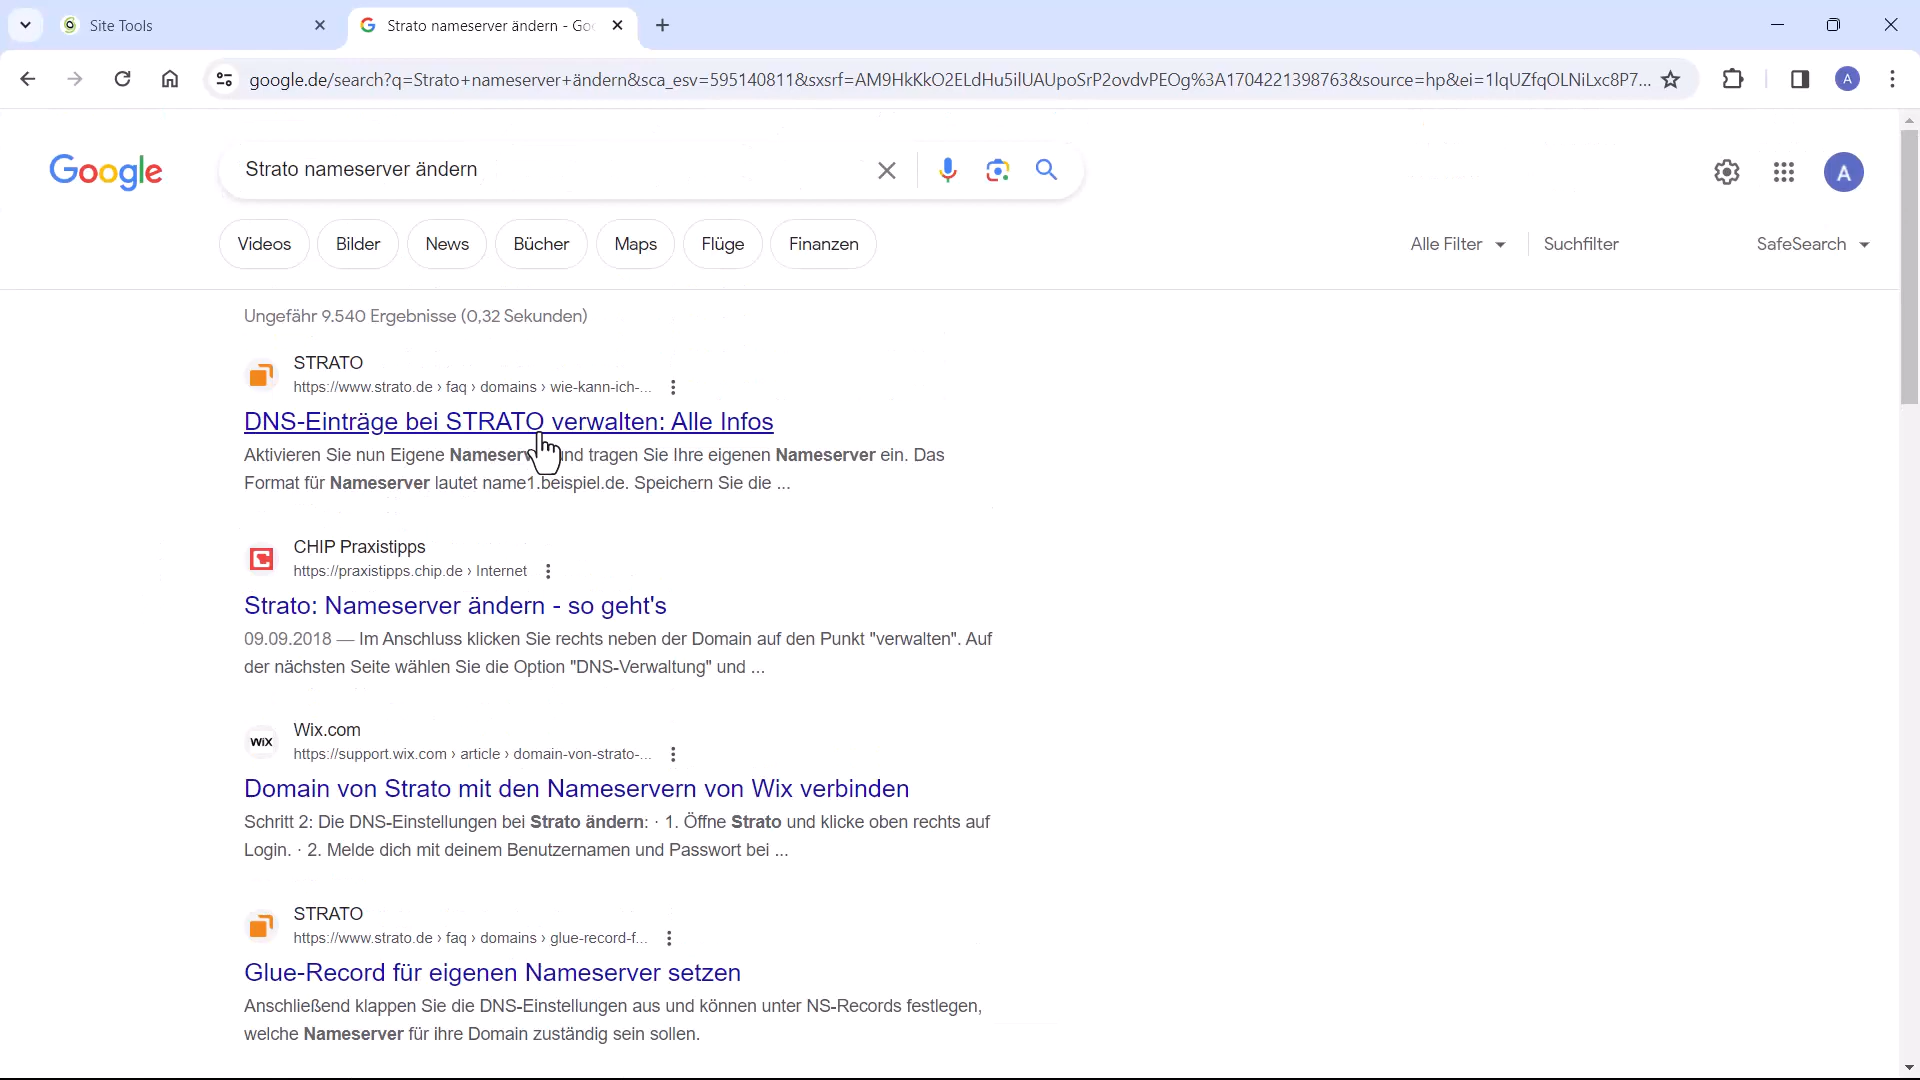 Site Tools
Strato nameserver ändern - Goo
google.de/search?q=Strato+nameserver+ändern&sca_esv=595140811&sxsrf=AM9HkKkO2ELdHu5ilUAUpoSrP2ovdvPEOg%3A1704221398763&source=hp&ei=1lqUZfqOLNiLxc8P7...
A
Google
Strato nameserver ändern
A
Videos
Bilder
News
Bücher
Maps
Flüge
Finanzen
Alle Filter
Suchfilter
SafeSearch
Ungefähr 9.540 Ergebnisse (0,32 Sekunden)
STRATO
https://www.strato.de › faq › domains › wie-kann-ich-...
DNS-Einträge bei STRATO verwalten: Alle Infos
Aktivieren Sie nun Eigene Nameserv nd tragen Sie Ihre eigenen Nameserver ein. Das
Format für Nameserver lautet name1.beispiel.de. Speichern Sie die ...
CHIP Praxistipps
https://praxistipps.chip.de › Internet
Strato: Nameserver ändern - so geht's
09.09.2018 — Im Anschluss klicken Sie rechts neben der Domain auf den Punkt "verwalten". Auf
der nächsten Seite wählen Sie die Option "DNS-Verwaltung" und ...
WiX
Wix.com
https://support.wix.com › article › domain-von-strato-...
Domain von Strato mit den Nameservern von Wix verbinden
Schritt 2: Die DNS-Einstellungen bei Strato ändern: · 1. Öffne Strato und klicke oben rechts auf
Login. · 2. Melde dich mit deinem Benutzernamen und Passwort bei ...
STRATO
https://www.strato.de › faq › domains › glue-record-f...
Glue-Record für eigenen Nameserver setzen
Anschließend klappen Sie die DNS-Einstellungen aus und können unter NS-Records festlegen,
welche Nameserver für ihre Domain zuständig sein sollen.